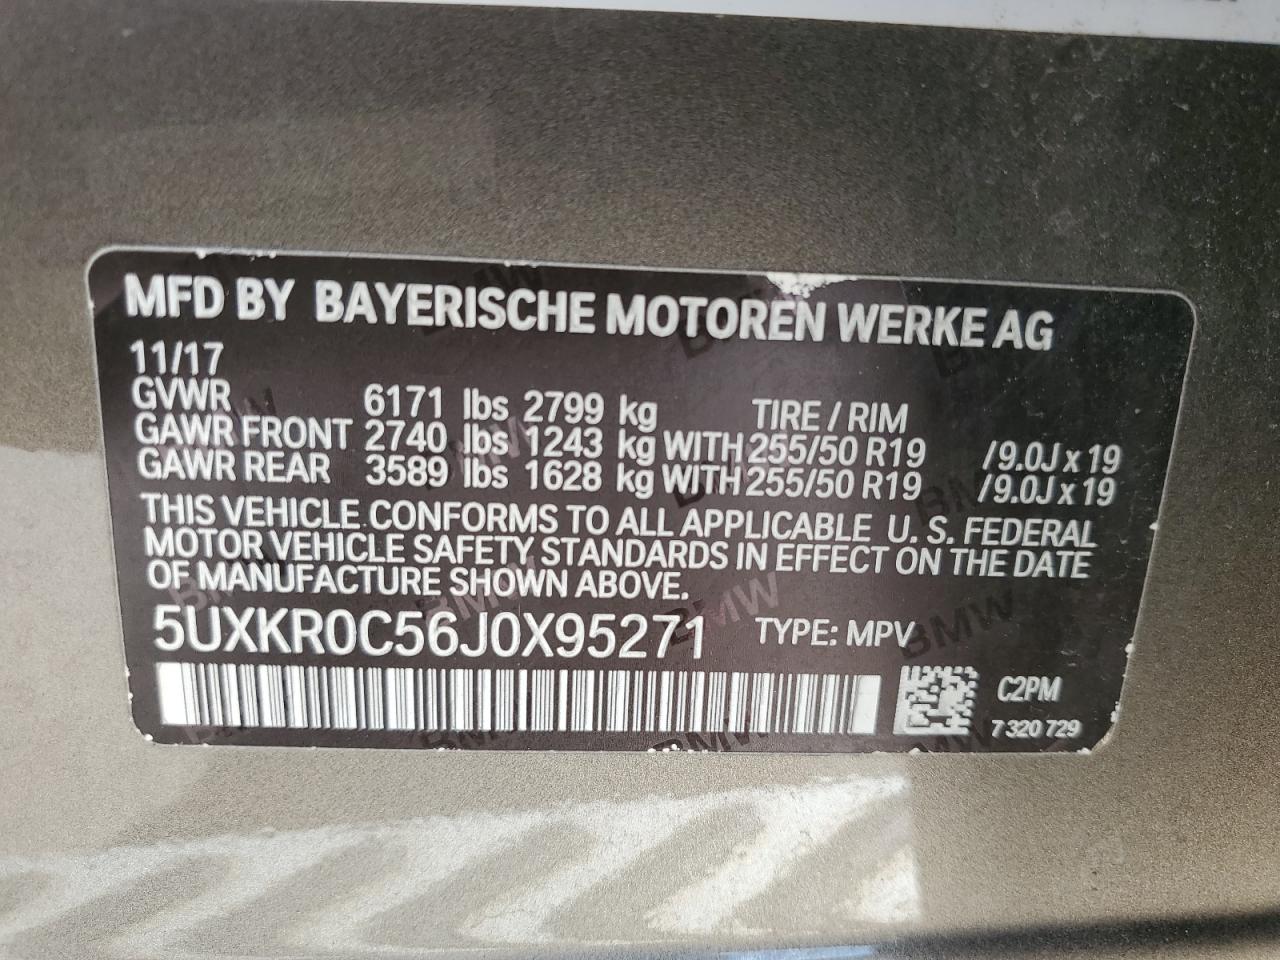 MFD BY BAYERISCHE MOTOREN WERKE AG
11/17
GVWR 6171 lbs 2799 kg TIRE / RIM
GAWR FRONT 2740 lbs 1243 kg WITH 255/50 R19 /9.0J x 19
GAWR REAR 3589 lbs 1628 kg WITH 255/50 R19 /9.0J x 19
THIS VEHICLE CONFORMS TO ALL APPLICABLE U. S. FEDERAL
MOTOR VEHICLE SAFETY STANDARDS IN EFFECT ON THE DATE
OF MANUFACTURE SHOWN ABOVE.
5UXKR0C56J0X95271 TYPE: MPV
C2PM
7 320 729